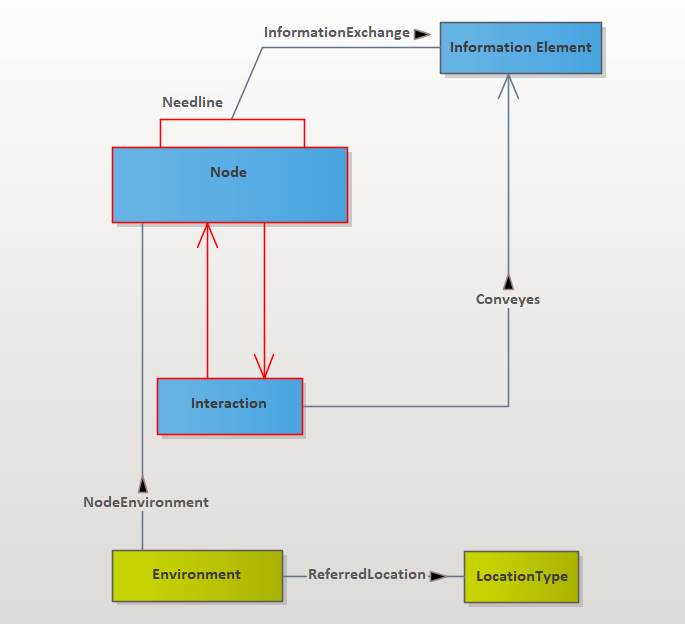 InformationExchange
Information Element
Needline
Node
Conveyes
Interaction
NodeEnvironment
Environment
ReferredLocation
LocationType